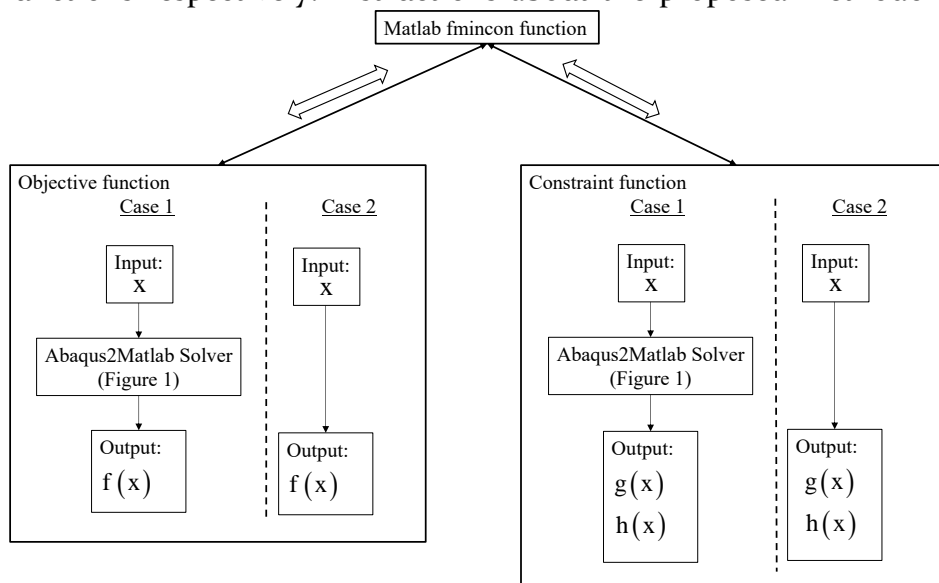 Matlab fmincon function
Objective function
Case 1
Case 2
Input:
x
Input:
x
Abaqus2Matlab Solver
(Figure 1)
Output:
f(x)
Output:
f(x)
Constraint function
Case 1
Case 2
Input:
x
Input:
x
Abaqus2Matlab Solver
(Figure 1)
Output:
g(x)
h(x)
Output:
g(x)
h(x)